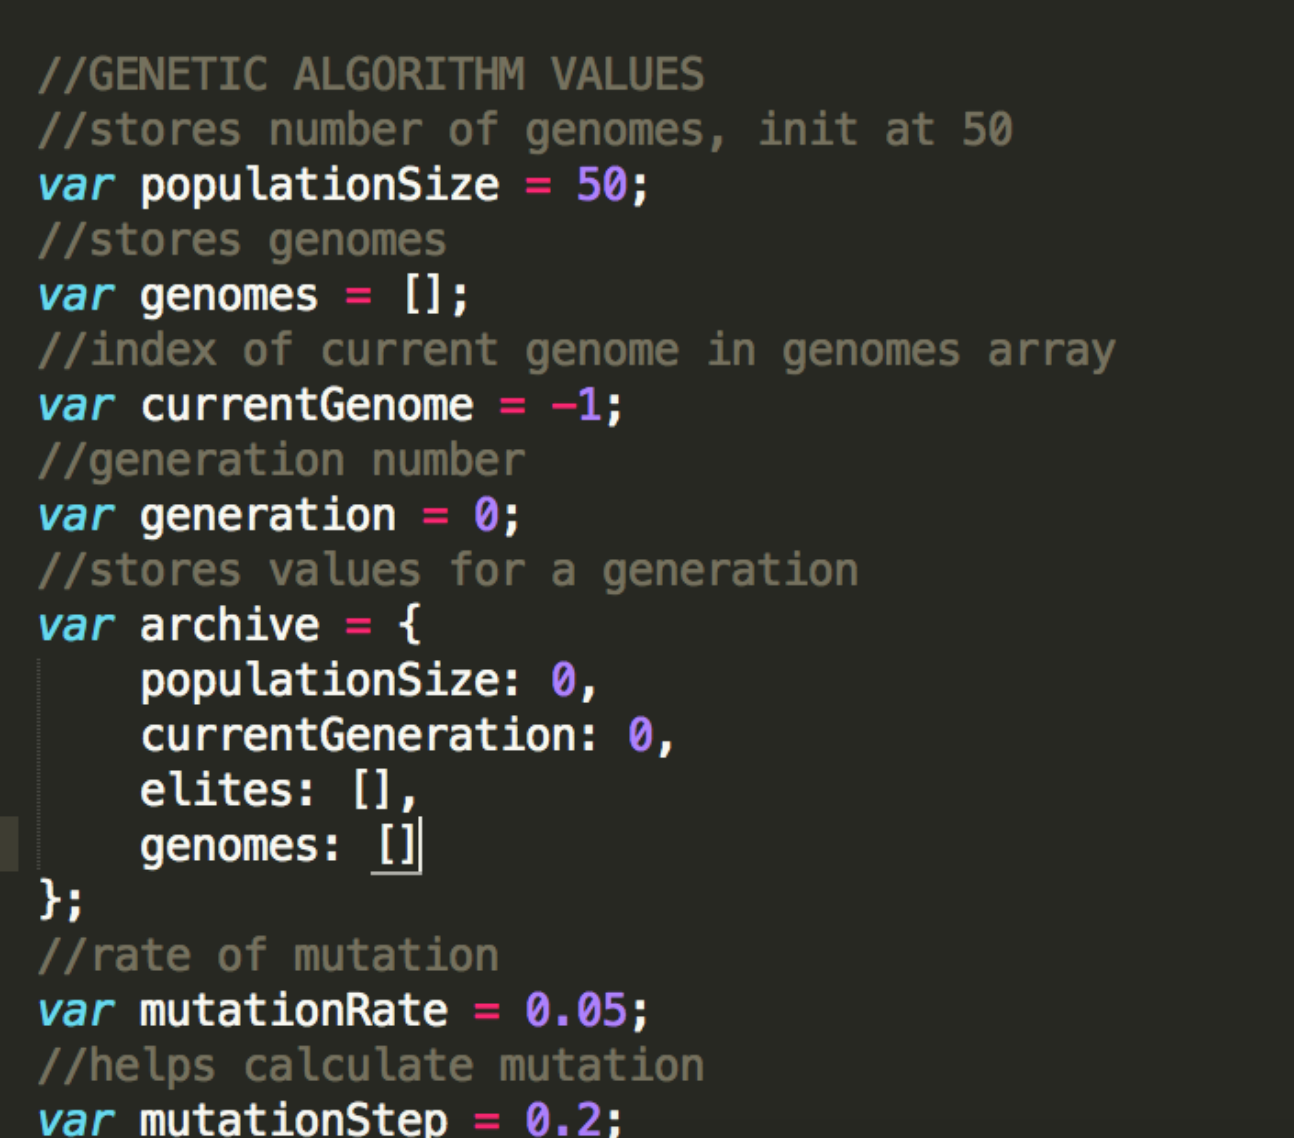 //GENETIC ALGORITHM VALUES
//stores number of genomes, init at 50
var populationSize = 50;
//stores genomes
var genomes = [];
//index of current genome in genomes array
var currentGenome = -1;
//generation number
var generation = 0;
//stores values for a generation
var archive = {
    populationSize: 0,
    currentGeneration: 0,
    elites: [],
    genomes: []
};
//rate of mutation
var mutationRate = 0.05;
//helps calculate mutation
var mutationStep = 0.2;